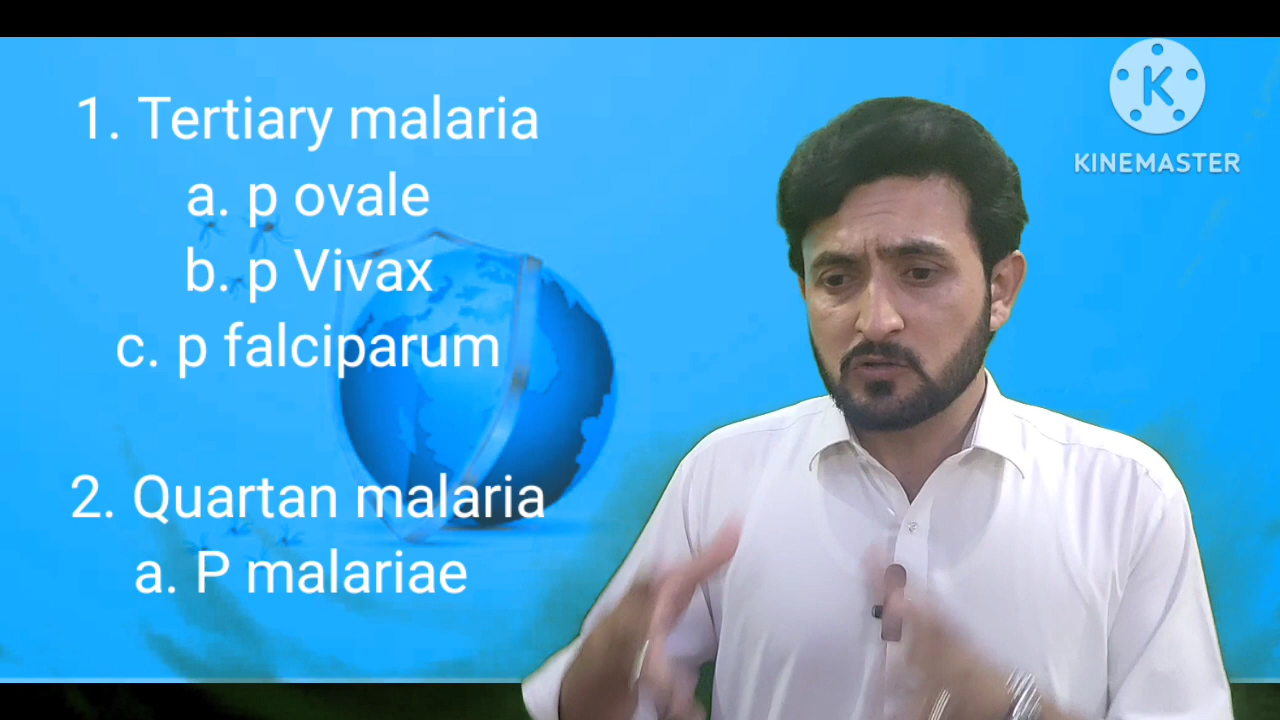 1. Tertiary malaria
a. p ovale
b. p Vivax
c. p falciparum
2. Quartan malaria
a. P malariae
K
KINEMASTER